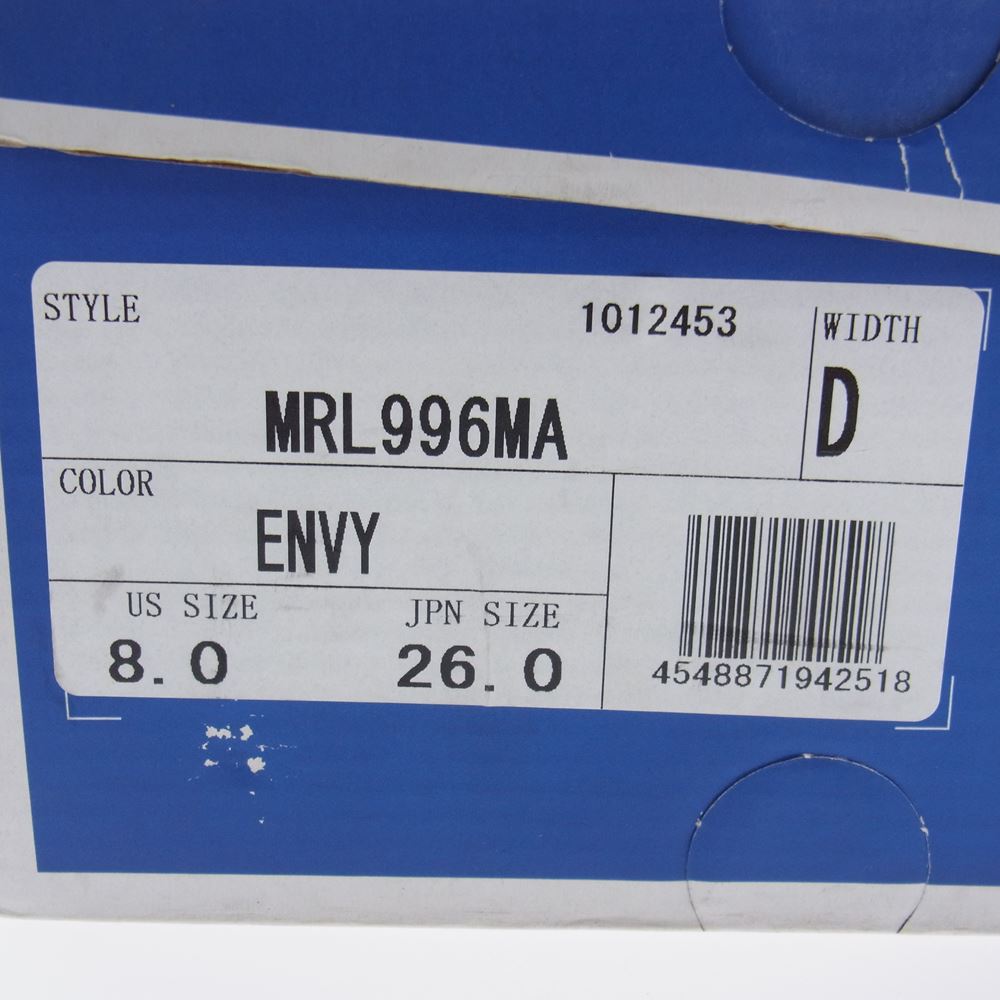 STYLE 1012453 WIDTH
MRL996MA D
COLOR
ENVY
US SIZE JPN SIZE
8.0 26.0
4548871942518